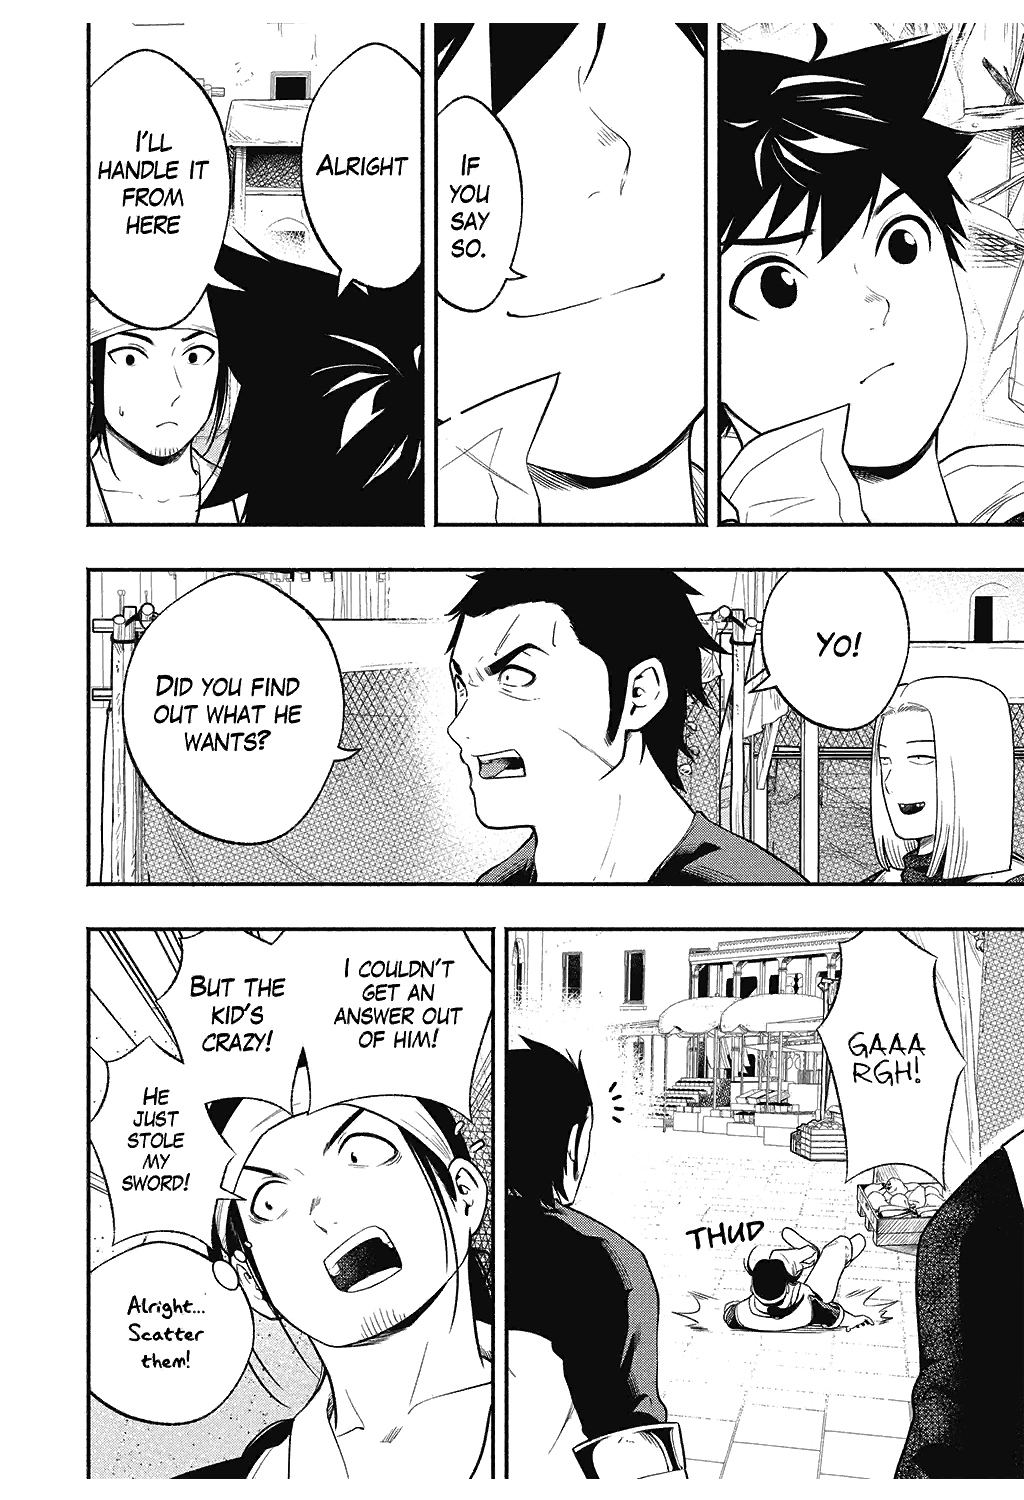 IF
YOU
SAY
SO.
ALRIGHT
I'LL
HANDLE IT
FROM
HERE
YO!
DID YOU FIND
OUT WHAT HE
WANTS?
GAAA
RGH!
THUD
I COULDN'T
GET AN
ANSWER OUT
OF HIM!
BUT THE
KID'S
CRAZY!
HE
JUST
STOLE
MY
SWORD!
Alright...
Scatter
them!